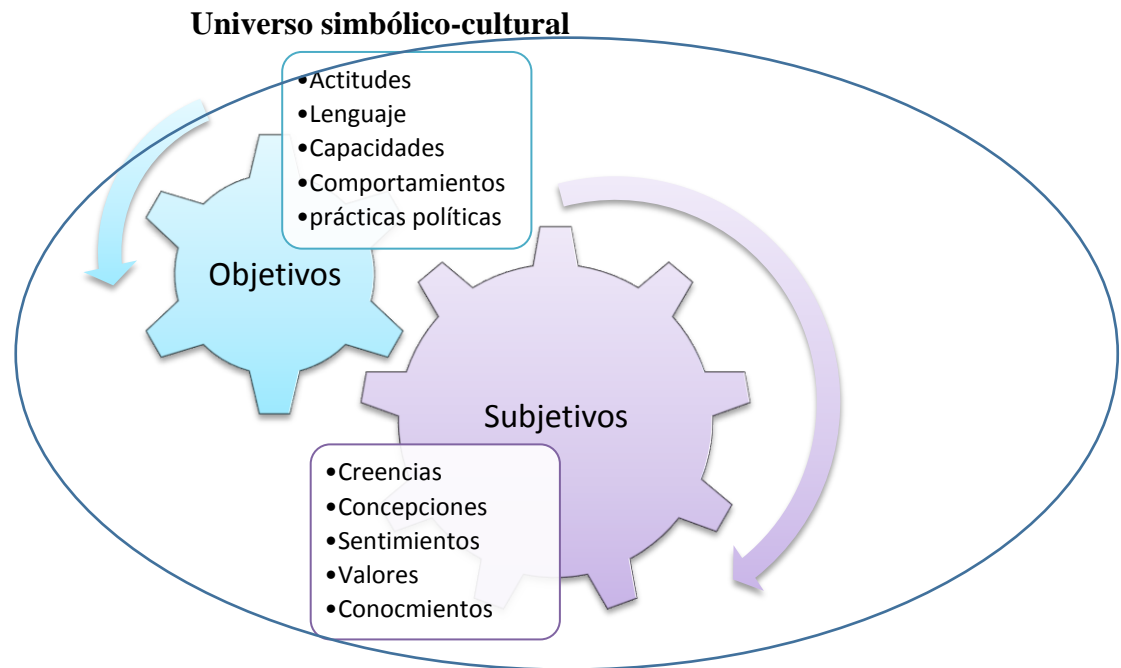 Universo simbólico-cultural
•Actitudes
•Lenguaje
•Capacidades
•Comportamientos
•prácticas políticas
Objetivos
Subjetivos
•Creencias
•Concepciones
•Sentimientos
•Valores
•Conocmientos